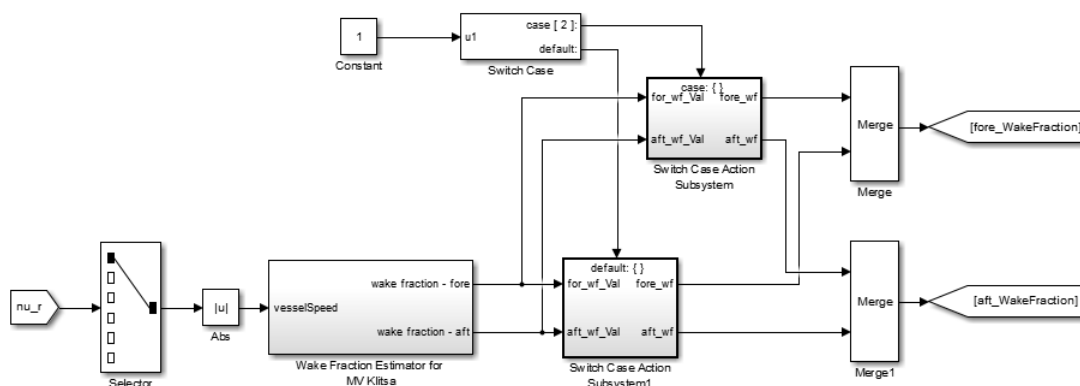 1
Constant
u1
case [ 2 ]:
default:
Switch Case
case: { }
for_wf_Val
fore_wf
aft_wf_Val
aft_wf
Switch Case Action
Subsystem
Merge
Merge
[fore_WakeFraction]
nu_r
Selector
|u|
Abs
vesselSpeed
wake fraction - fore
wake fraction - aft
Wake Fraction Estimator for
MV Klitsa
default: { }
for_wf_Val
fore_wf
aft_wf_Val
aft_wf
Switch Case Action
Subsystem1
Merge
Merge1
[aft_WakeFraction]